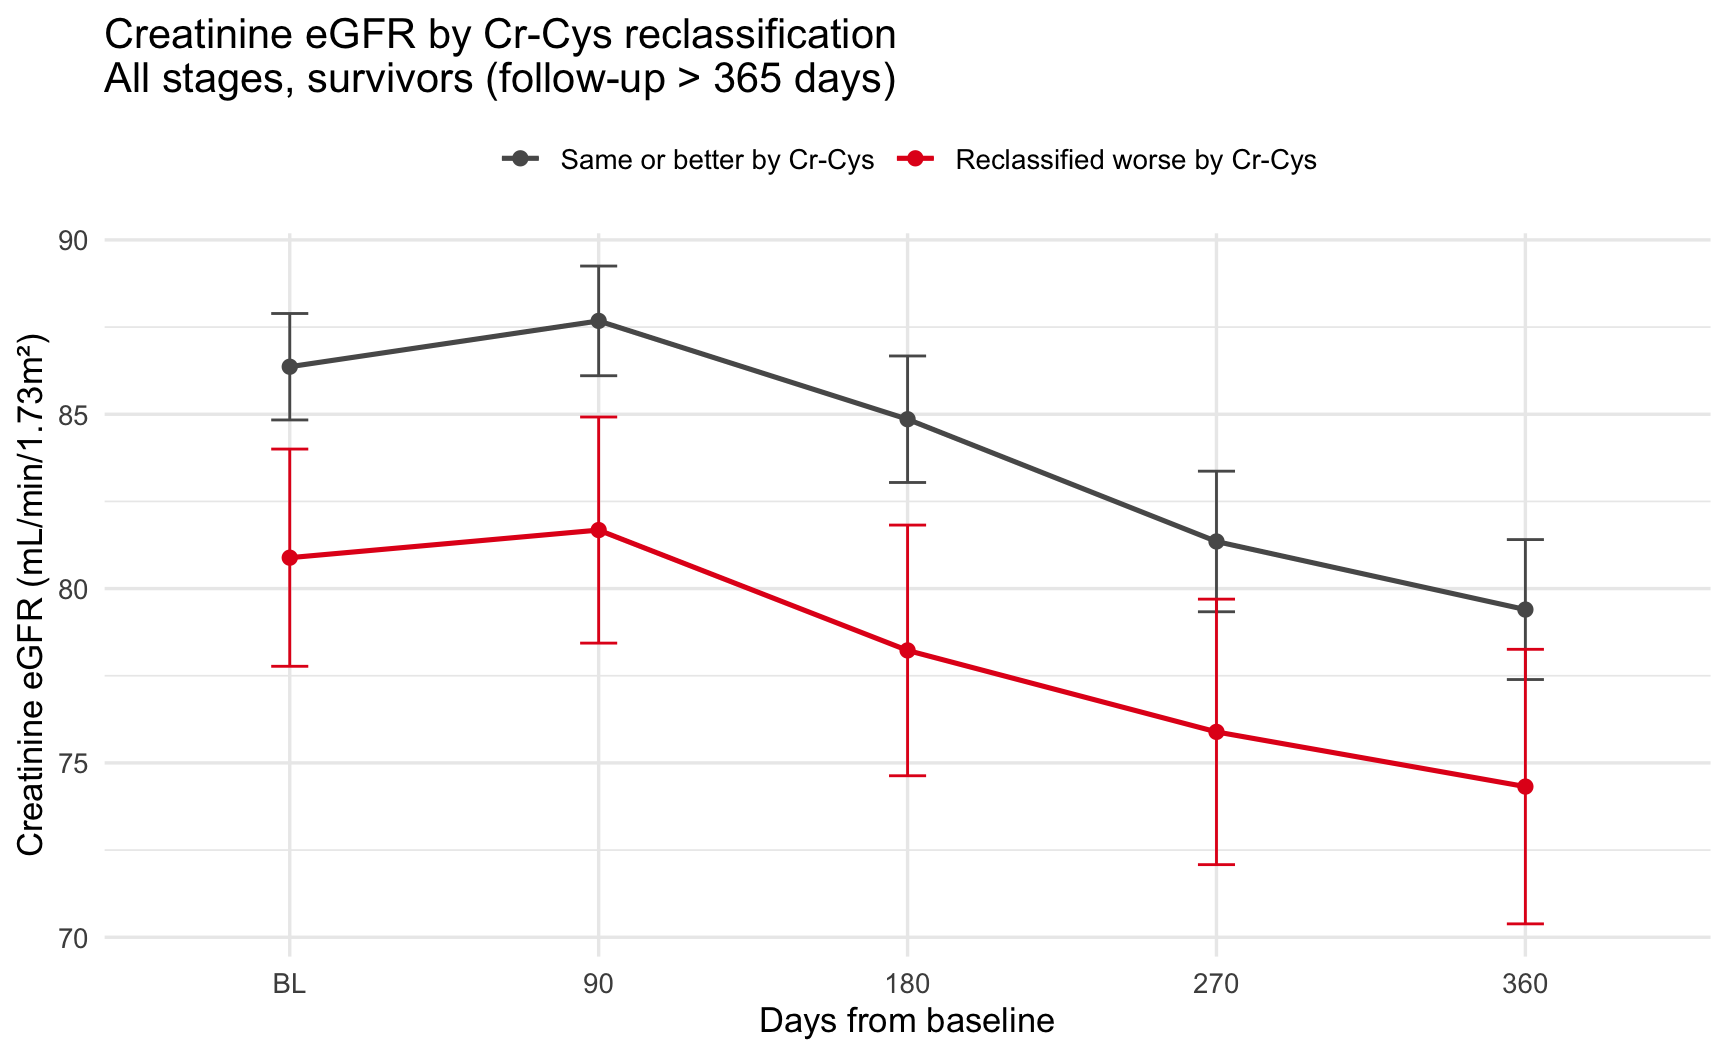 Creatinine eGFR by Cr-Cys reclassification
All stages, survivors (follow-up > 365 days)
Same or better by Cr-Cys Reclassified worse by Cr-Cys
Creatinine eGFR (mL/min/1.73m²)
90
85
80
75
70
BL 90 180 270 360
Days from baseline